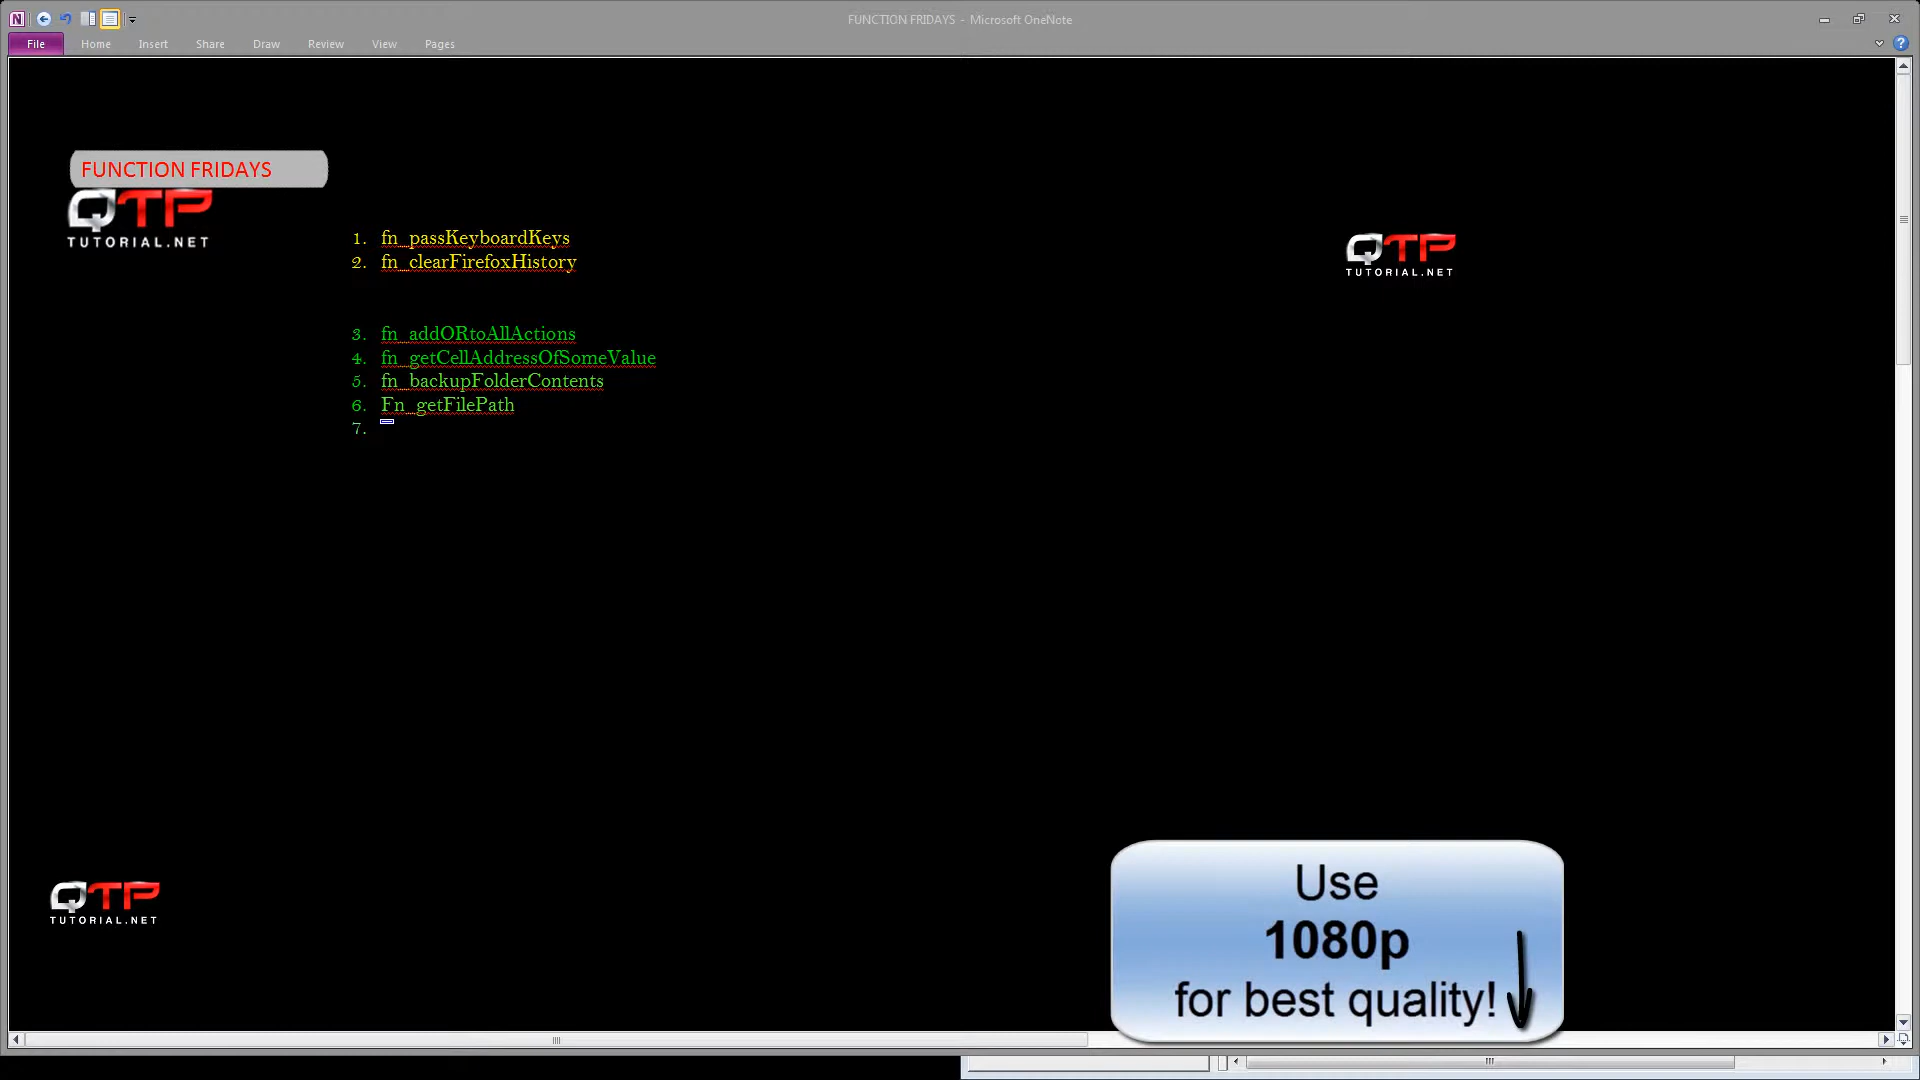 FUNCTION FRIDAYS - Microsoft OneNote
File Home Insert Share Draw Review View Pages
FUNCTION FRIDAYS
QTP
TUTORIAL.NET
1. fn_passKeyboardKeys
2. fn_clearFirefoxHistory
QTP
TUTORIAL.NET
3. fn_addORtoAllActions
4. fn_getCellAddressOfSomeValue
5. fn_backupFolderContents
6. Fn_getFilePath
7.
QTP
TUTORIAL.NET
Use
1080p
for best quality!